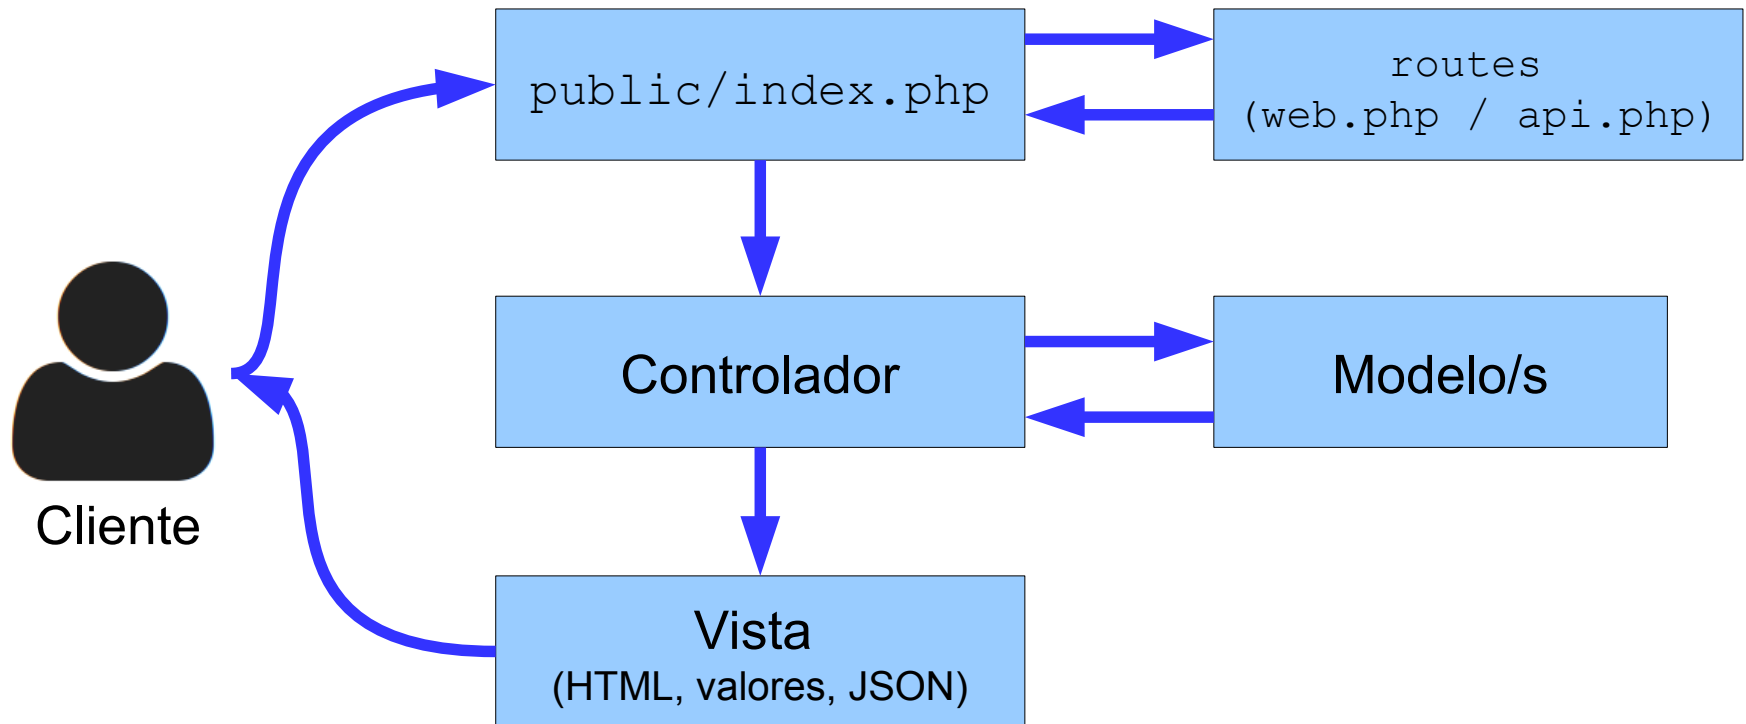 public/index.php
routes
(web.php / api.php)
Controlador
Modelo/s
Cliente
Vista
(HTML, valores, JSON)